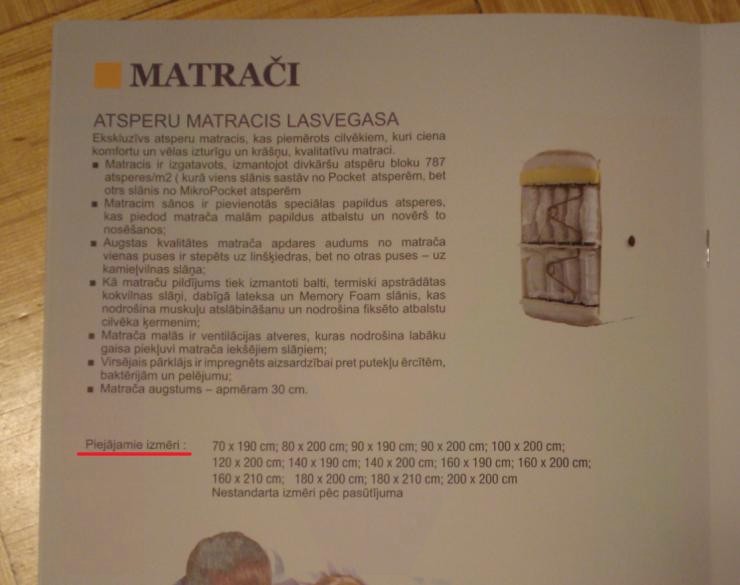 MATRAČI
ATSPERU MATRACIS LASVEGASA
Ekskluzīvs atsperu matracis, kas piemērots cilvēkiem, kuri ciena
komfortu un vēlas izturīgu un krāšņu, kvalitatīvu matraci.
Matracis ir izgatavots, izmantojot divkāršu atspēru bloku 787
atsperes/m2 ( kurā viens slānis sastāv no Pocket atsperēm, bet
otrs slānis no MikroPocket atsperēm
Matracim sānos ir pievienotās speciālas papildus atsperes,
kas piedod matrača malām papildus atbalstu un novērš to
nosēšanos;
Augstas kvalitātes matrača apdares audums no matrača
vienas puses ir stepēts uz linšķiedras, bet no otras puses – uz
kamieļvilnas slāņa;
Kā matraču pildījums tiek izmantoti balti, termiski apstrādātas
kokvilnas slāņi, dabīgā lateksa un Memory Foam slānis, kas
nodrošina muskuļu atslābināšanu un nodrošina fiksēto atbalstu
cilvēka ķermenim;
Matrača malās ir ventilācijas atveres, kuras nodrošina labāku
gaisa piekļuvi matrača iekšējiem slāņiem;
Virsējais pārklājs ir impregnēts aizsardzībai pret putekļu ērcītēm,
baktērijām un pelējumu;
Matrača augstums – apmēram 30 cm.
Piejājamie izmēri : 70 x 190 cm; 80 x 200 cm; 90 x 190 cm; 90 x 200 cm; 100 x 200 cm;
120 x 200 cm; 140 x 190 cm; 140 x 200 cm; 160 x 190 cm; 160 x 200 cm;
160 x 210 cm; 180 x 200 cm; 180 x 210 cm; 200 x 200 cm
Nestandarta izmēri pēc pasūtījuma